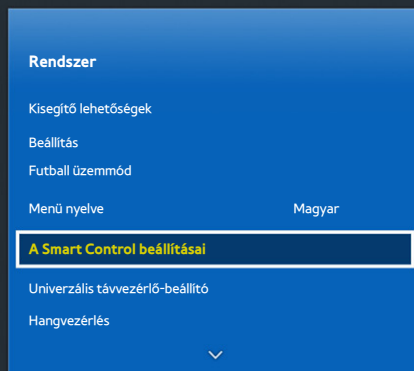 Rendszer
Kisegítő lehetőségek
Beállítás
Futball üzemmód
Menü nyelve Magyar
A Smart Control beállításai
Univerzális távvezérlő-beállító
Hangvezérlés